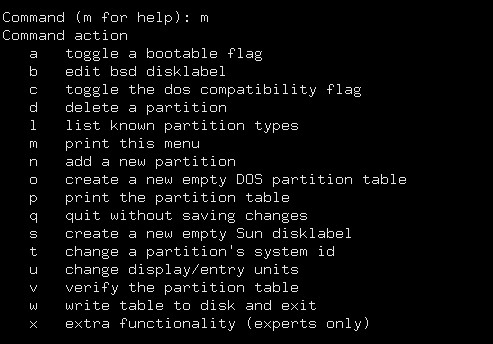 Command (m for help): m
Command action
   a   toggle a bootable flag
   b   edit bsd disklabel
   c   toggle the dos compatibility flag
   d   delete a partition
   l   list known partition types
   m   print this menu
   n   add a new partition
   o   create a new empty DOS partition table
   p   print the partition table
   q   quit without saving changes
   s   create a new empty Sun disklabel
   t   change a partition's system id
   u   change display/entry units
   v   verify the partition table
   w   write table to disk and exit
   x   extra functionality (experts only)